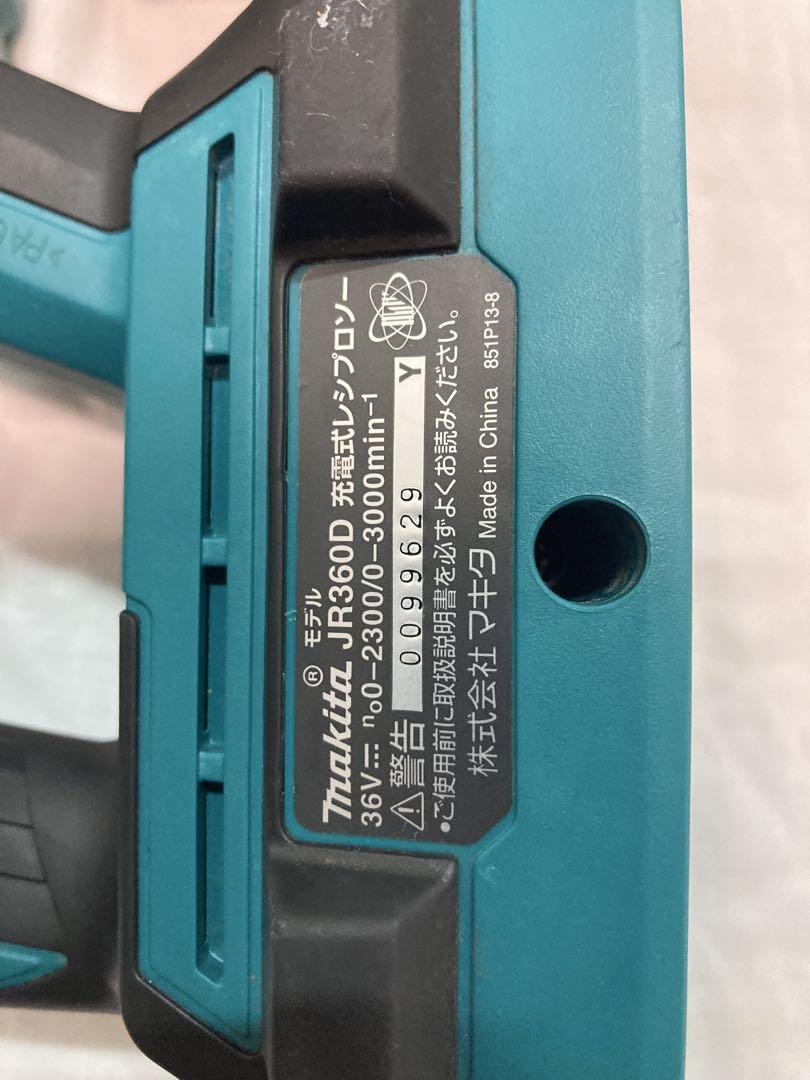 makita® モデル JR360D 充電式レシプロソー
36V⎓ n₀0-2300/0-3000min⁻¹
⚠警告 0099629 Y
•ご使用前に取扱説明書を必ずよくお読みください。
株式会社マキタ Made in China 851P13-8